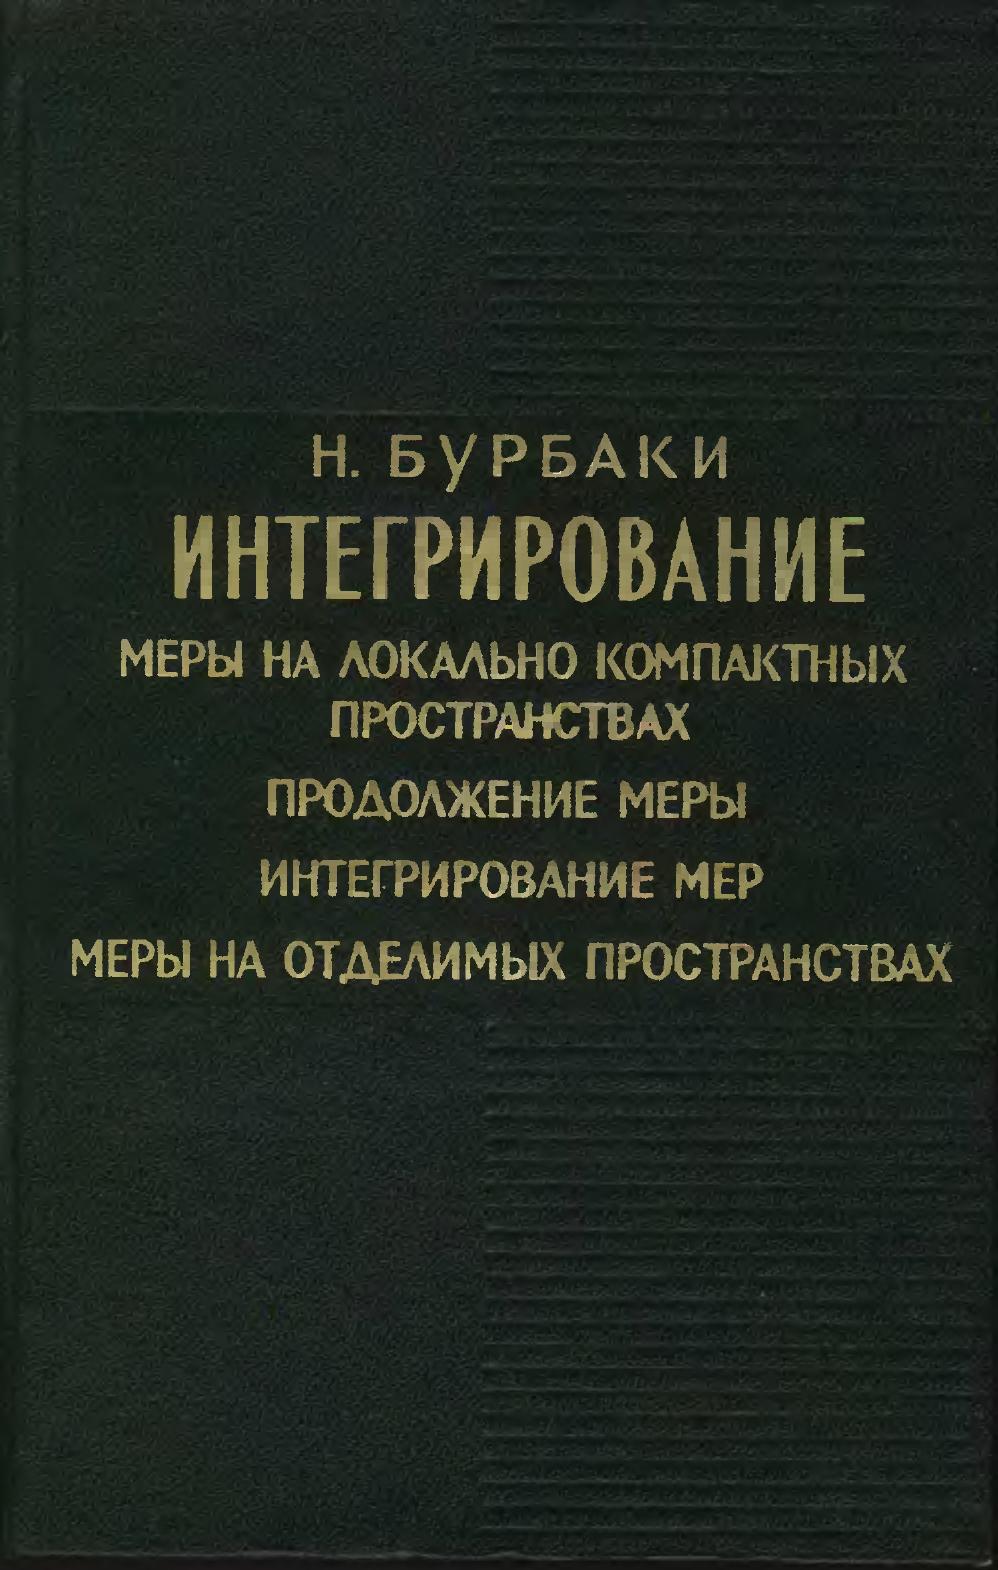 Н. БУРБАКИ
ИНТЕГРИРОВАНИЕ
МЕРЫ НА ЛОКАЛЬНО КОМПАКТНЫХ
ПРОСТРАНСТВАХ
ПРОДОЛЖЕНИЕ МЕРЫ
ИНТЕГРИРОВАНИЕ МЕР
МЕРЫ НА ОТДЕЛИМЫХ ПРОСТРАНСТВАХ